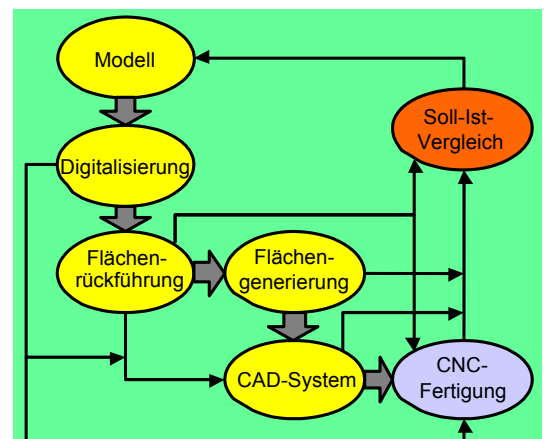 Modell
Soll-Ist-
Vergleich
Digitalisierung
Flächen-
rückführung
Flächen-
generierung
CAD-System
CNC-
Fertigung